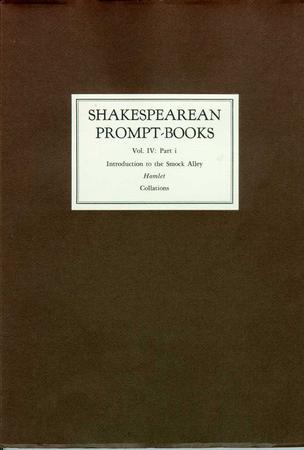 SHAKESPEAREAN
PROMPT-BOOKS
Vol. IV: Part i
Introduction to the Smock Alley
Hamlet
Collations